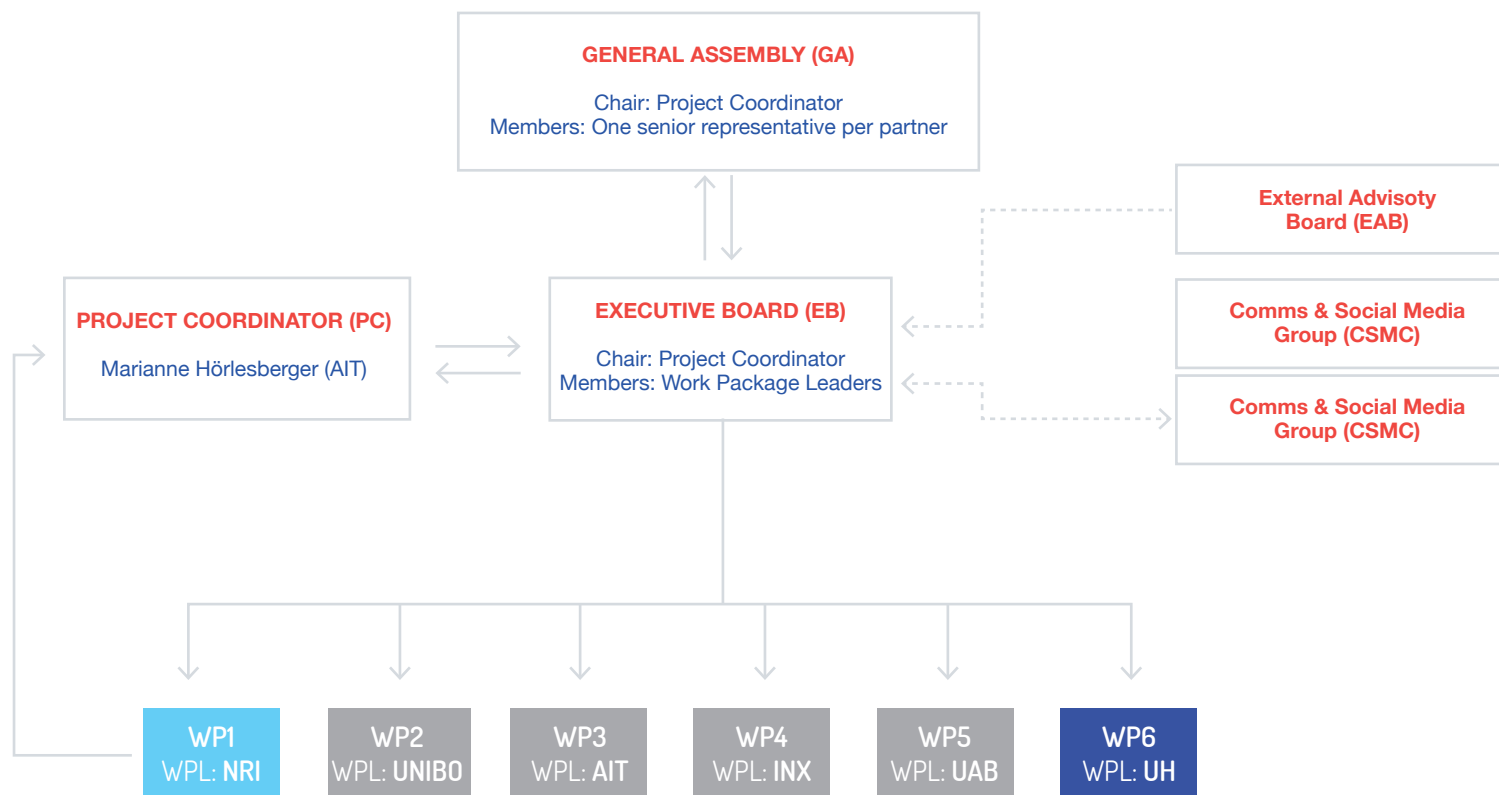 GENERAL ASSEMBLY (GA)
Chair: Project Coordinator
Members: One senior representative per partner
External Advisoty
Board (EAB)
PROJECT COORDINATOR (PC)
Marianne Hörlesberger (AIT)
EXECUTIVE BOARD (EB)
Chair: Project Coordinator
Members: Work Package Leaders
Comms & Social Media
Group (CSMC)
Comms & Social Media
Group (CSMC)
WP1
WPL: NRI
WP2
WPL: UNIBO
WP3
WPL: AIT
WP4
WPL: INX
WP5
WPL: UAB
WP6
WPL: UH